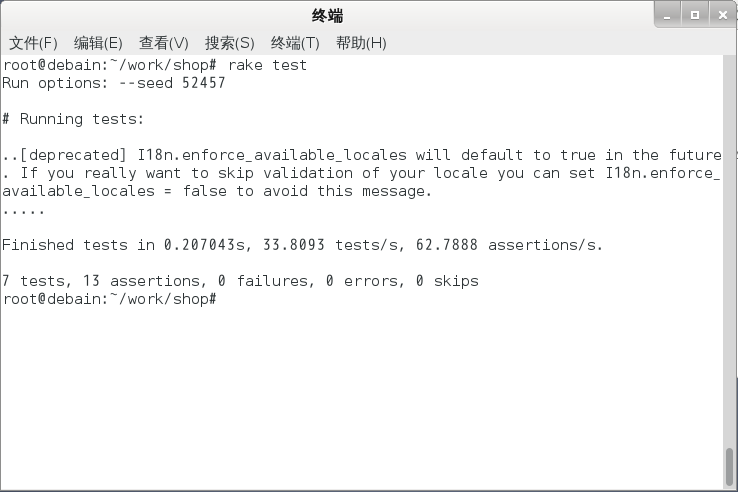 终端
文件(F) 编辑(E) 查看(V) 搜索(S) 终端(T) 帮助(H)
root@debain:~/work/shop# rake test
Run options: --seed 52457
# Running tests:
..[deprecated] I18n.enforce_available_locales will default to true in the future
. If you really want to skip validation of your locale you can set I18n.enforce_
available_locales = false to avoid this message.
.....
Finished tests in 0.207043s, 33.8093 tests/s, 62.7888 assertions/s.
7 tests, 13 assertions, 0 failures, 0 errors, 0 skips
root@debain:~/work/shop#